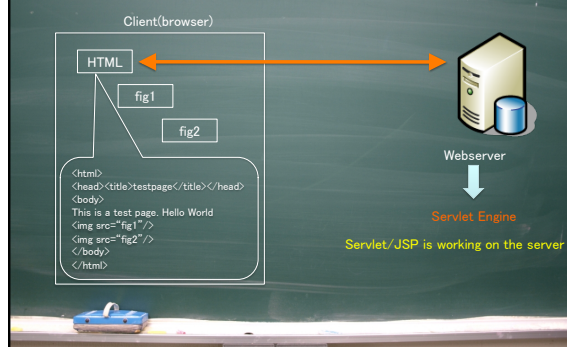 Client(browser)
HTML
fig1
fig2
<html>
<head><title>testpage</title></head>
<body>
This is a test page. Hello World
<img src="fig1"/>
<img src="fig2"/>
</body>
</html>
Webserver
Servlet Engine
Servlet/JSP is working on the server